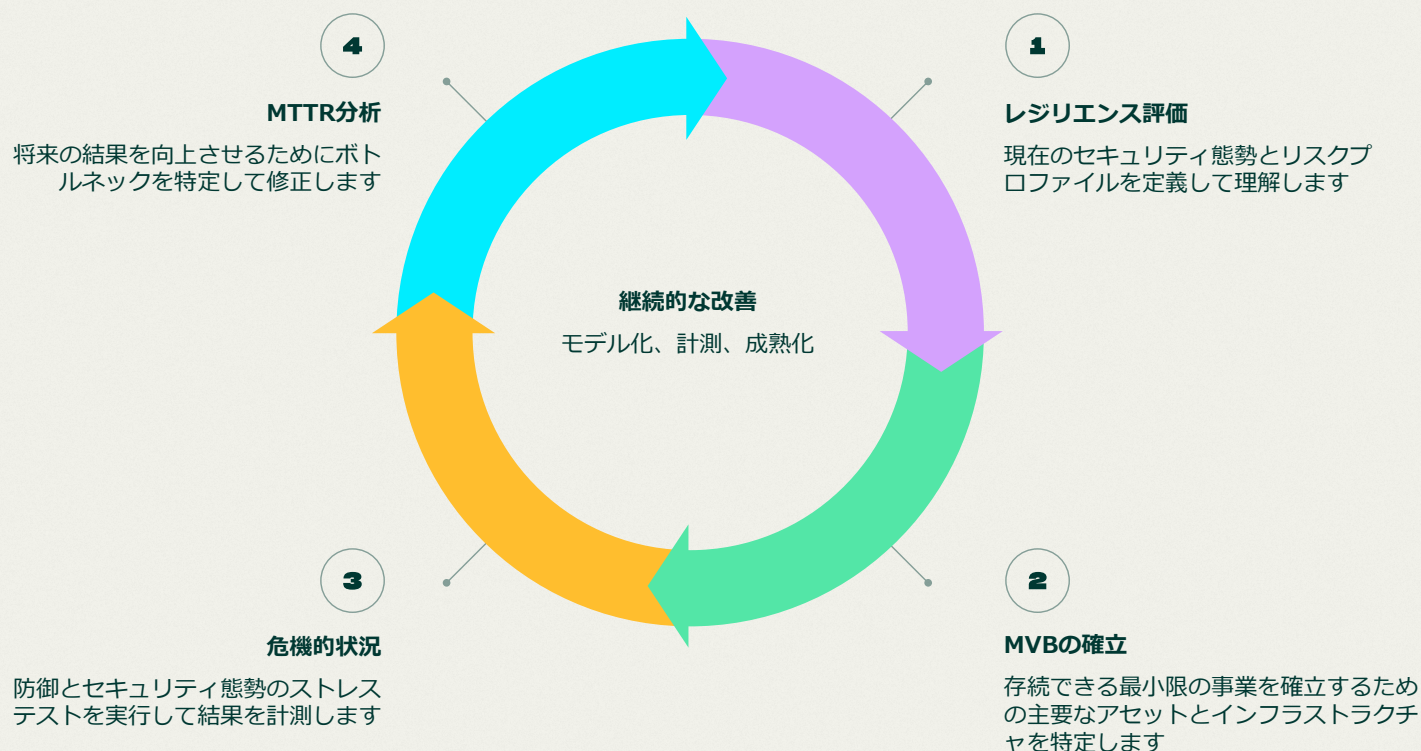 1
レジリエンス評価
現在のセキュリティ態勢とリスクプ
ロファイルを定義して理解します
2
MVBの確立
存続できる最小限の事業を確立するため
の主要なアセットとインフラストラクチ
ャを特定します
3
危機的状況
防御とセキュリティ態勢のストレス
テストを実行して結果を計測します
4
MTTR分析
将来の結果を向上させるためにボト
ルネックを特定して修正します
継続的な改善
モデル化、計測、成熟化